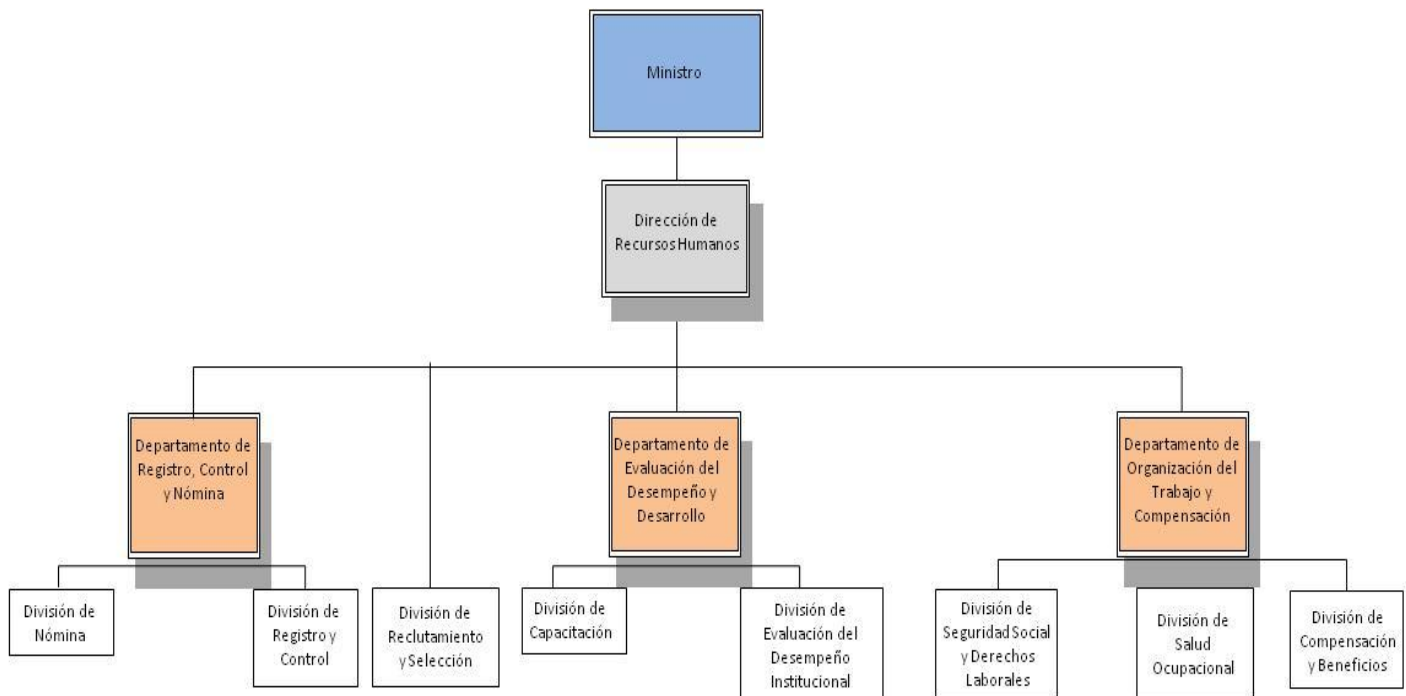 Ministro
Dirección de
Recursos Humanos
Departamento de
Registro, Control
y Nómina
Departamento de
Evaluación del
Desempeño y
Desarrollo
Departamento de
Organización del
Trabajo y
Compensación
División de
Nómina
División de
Registro y
Control
División de
Reclutamiento
y Selección
División de
Capacitación
División de
Evaluación del
Desempeño
Institucional
División de
Seguridad Social
y Derechos
Laborales
División de
Salud
Ocupacional
División de
Compensación
y Beneficios